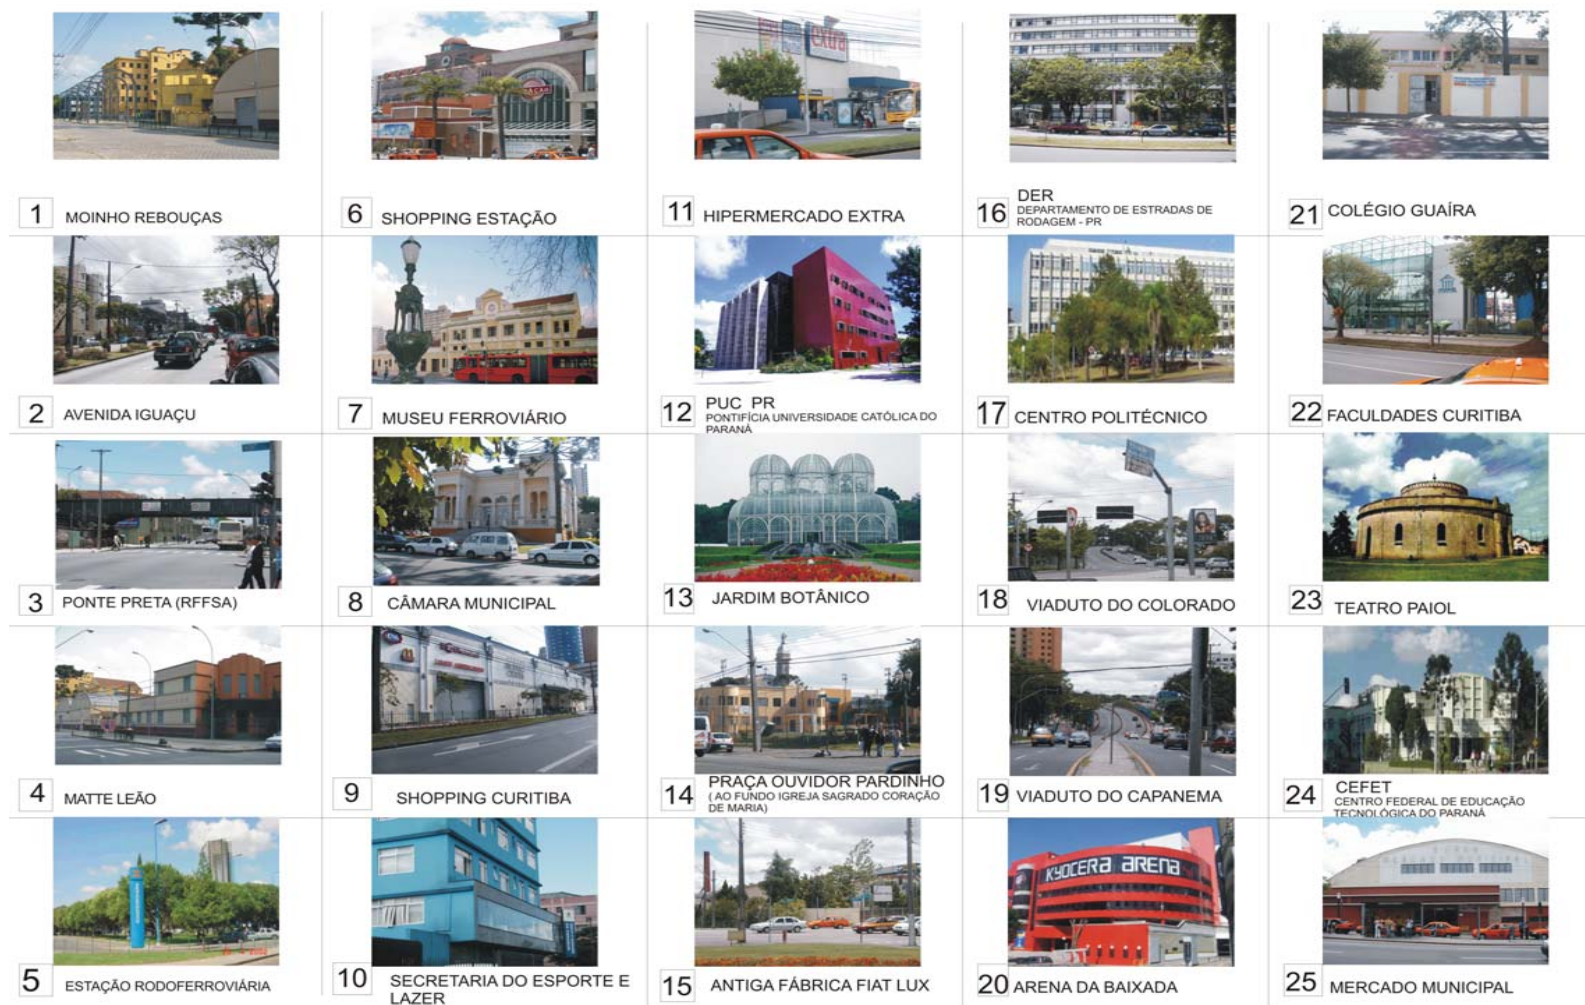 1 MOINHO REBOUÇAS
6 SHOPPING ESTAÇÃO
extra
11 HIPERMERCADO EXTRA
16 DER
DEPARTAMENTO DE ESTRADAS DE
RODAGEM - PR
21 COLÉGIO GUAÍRA
2 AVENIDA IGUAÇU
7 MUSEU FERROVIÁRIO
12 PUC PR
PONTIFÍCIA UNIVERSIDADE CATÓLICA DO
PARANÁ
17 CENTRO POLITÉCNICO
22 FACULDADES CURITIBA
3 PONTE PRETA (RFFSA)
8 CÂMARA MUNICIPAL
13 JARDIM BOTÂNICO
18 VIADUTO DO COLORADO
23 TEATRO PAIOL
4 MATTE LEÃO
9 SHOPPING CURITIBA
14 PRAÇA OUVIDOR PARDINHO
( AO FUNDO IGREJA SAGRADO CORAÇÃO
DE MARIA)
19 VIADUTO DO CAPANEMA
24 CEFET
CENTRO FEDERAL DE EDUCAÇÃO
TECNOLÓGICA DO PARANÁ
5 ESTAÇÃO RODOFERROVIÁRIA
10 SECRETARIA DO ESPORTE E
LAZER
15 ANTIGA FÁBRICA FIAT LUX
KYOCERA ARENA
20 ARENA DA BAIXADA
25 MERCADO MUNICIPAL